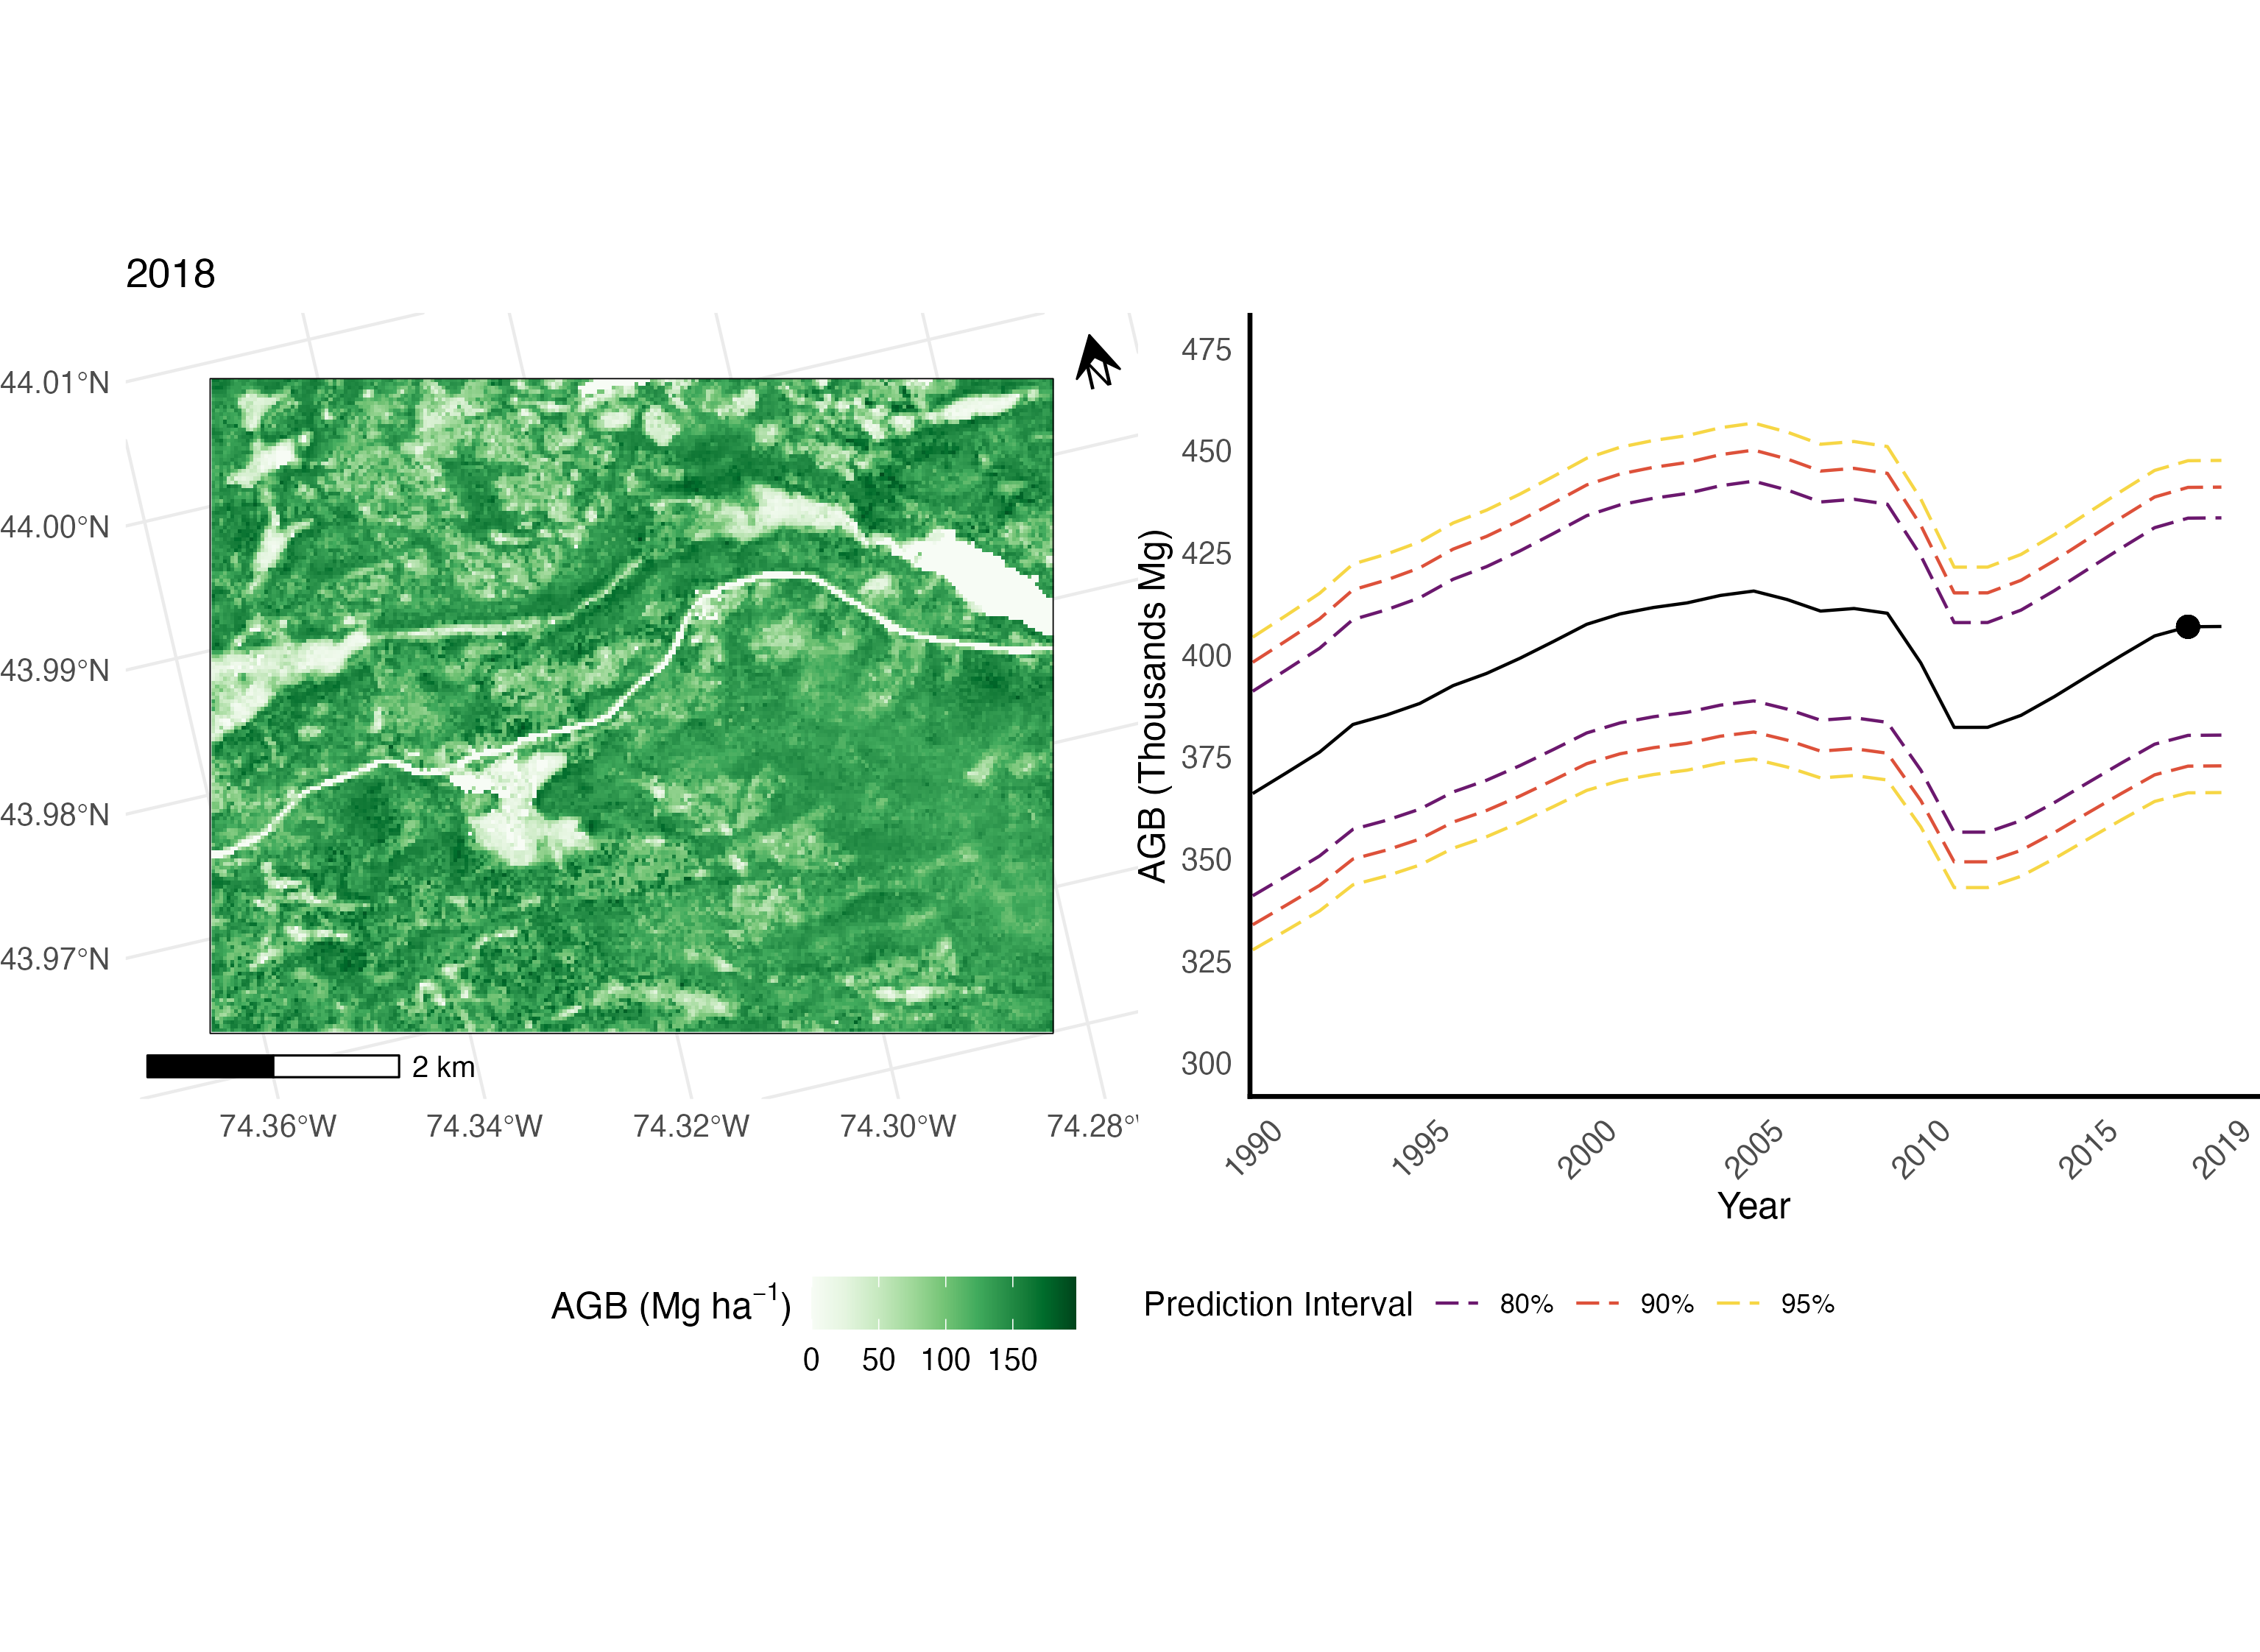 2018
44.01°N
44.00°N
43.99°N
43.98°N
43.97°N
N
2 km
74.36°W
74.34°W
74.32°W
74.30°W
74.28°
AGB (Thousands Mg)
475
450
425
400
375
350
325
300
1990
1995
2000
2005
2010
2015
2019
Year
AGB (Mg ha⁻¹)
0 50 100 150
Prediction Interval 80% 90% 95%